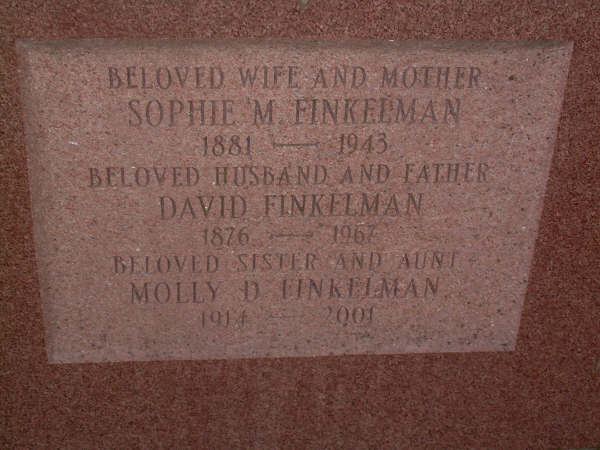 BELOVED WIFE AND MOTHER
SOPHIE M. FINKELMAN
1881 — 1943
BELOVED HUSBAND AND FATHER
DAVID FINKELMAN
1876 — 1967
BELOVED SISTER AND AUNT
MOLLY D. FINKELMAN
1914 — 2001